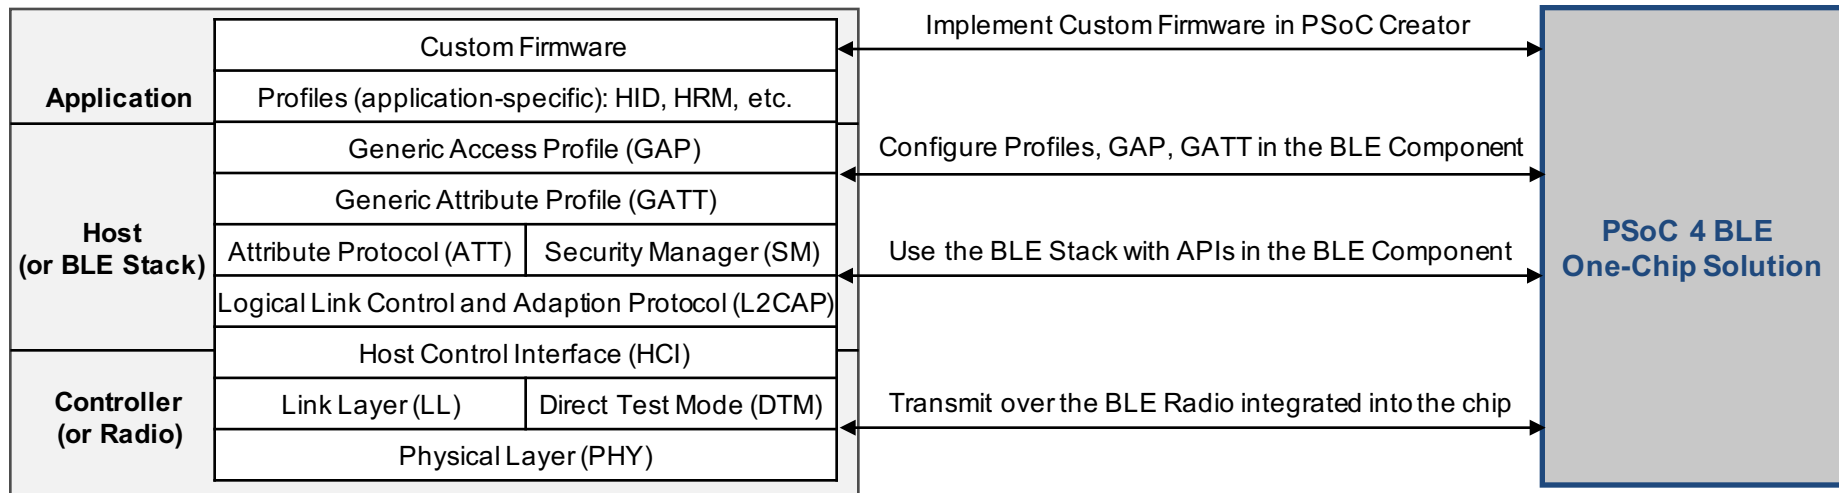 Custom Firmware
Implement Custom Firmware in PSoC Creator
Application
Profiles (application-specific): HID, HRM, etc.
Generic Access Profile (GAP)
Configure Profiles, GAP, GATT in the BLE Component
Generic Attribute Profile (GATT)
Host
(or BLE Stack)
Attribute Protocol (ATT)
Security Manager (SM)
Use the BLE Stack with APIs in the BLE Component
PSoC 4 BLE
One-Chip Solution
Logical Link Control and Adaption Protocol (L2CAP)
Host Control Interface (HCI)
Controller
(or Radio)
Link Layer (LL)
Direct Test Mode (DTM)
Transmit over the BLE Radio integrated into the chip
Physical Layer (PHY)